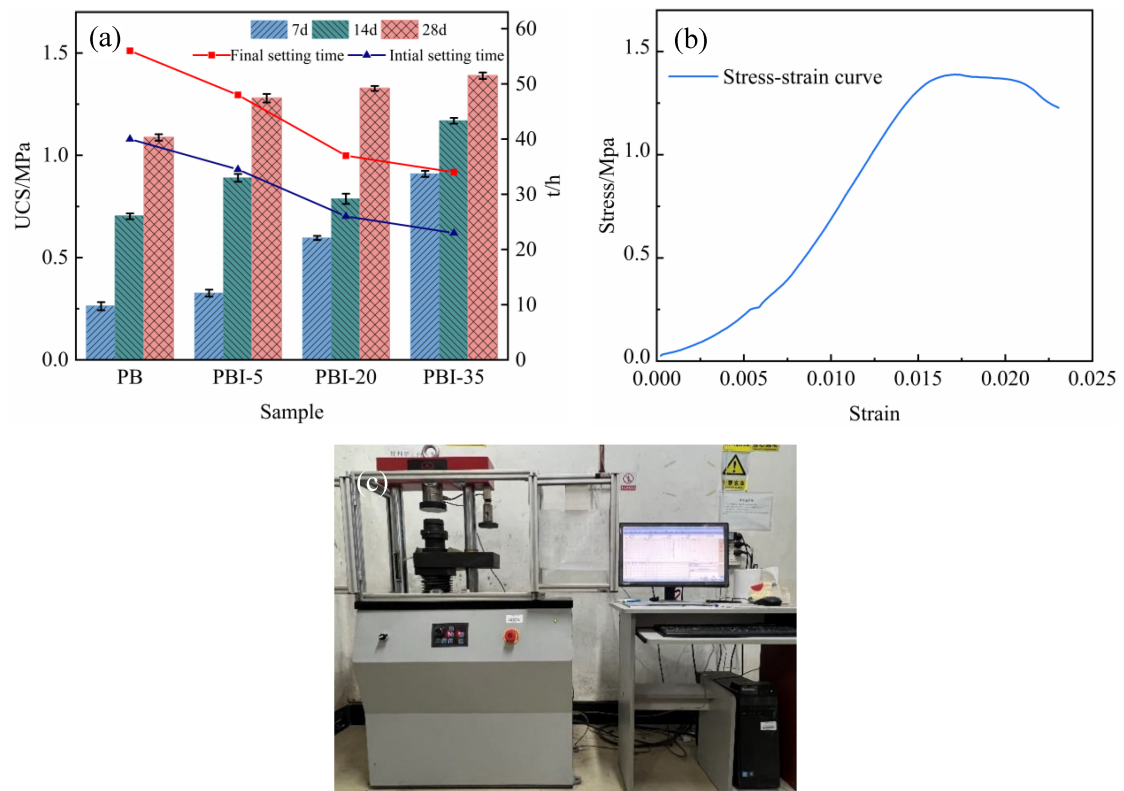 (a)
7d 14d 28d
Final setting time Intial setting time
UCS/MPa
1.5
1.0
0.5
0.0
60
50
40
30
20
10
0
t/h
PB PBI-5 PBI-20 PBI-35
Sample
(b)
Stress-strain curve
Stress/Mpa
1.5
1.0
0.5
0.0
0.000 0.005 0.010 0.015 0.020 0.025
Strain
(c)